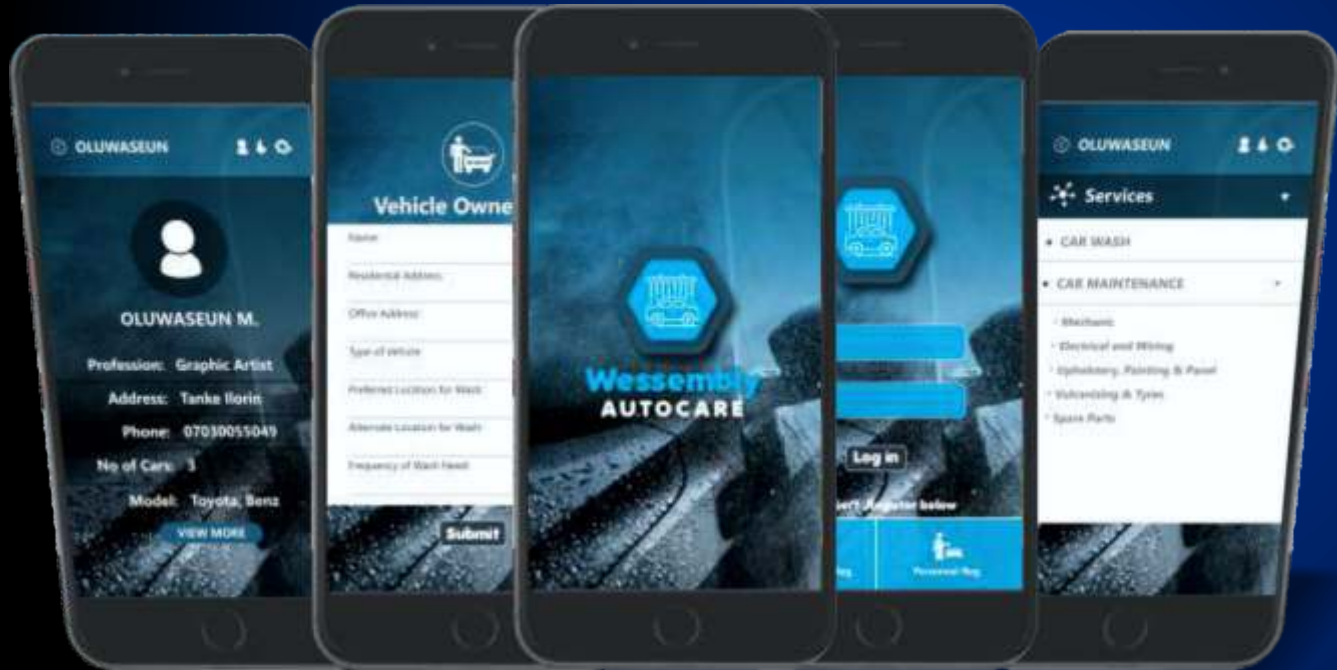 OLUWASEUN
OLUWASEUN M.
Profession: Graphic Artist
Address: Tanke Ilorin
Phone: 07030055049
No of Cars: 3
Model: Toyota, Benz
VIEW MORE
Vehicle Owne
Name
Residential Address
Office Address
Type of Vehicle
Preferred Location for Wash
Alternate Location for Wash
Frequency of Wash Need
Submit
Wessembly
AUTOCARE
Log in
Register below
Personnel Reg
OLUWASEUN
Services
• CAR WASH
• CAR MAINTENANCE
Mechanic
Electrical and Wiring
Upholstery, Painting & Panel
Vulcanizing & Tyres
Spare Parts